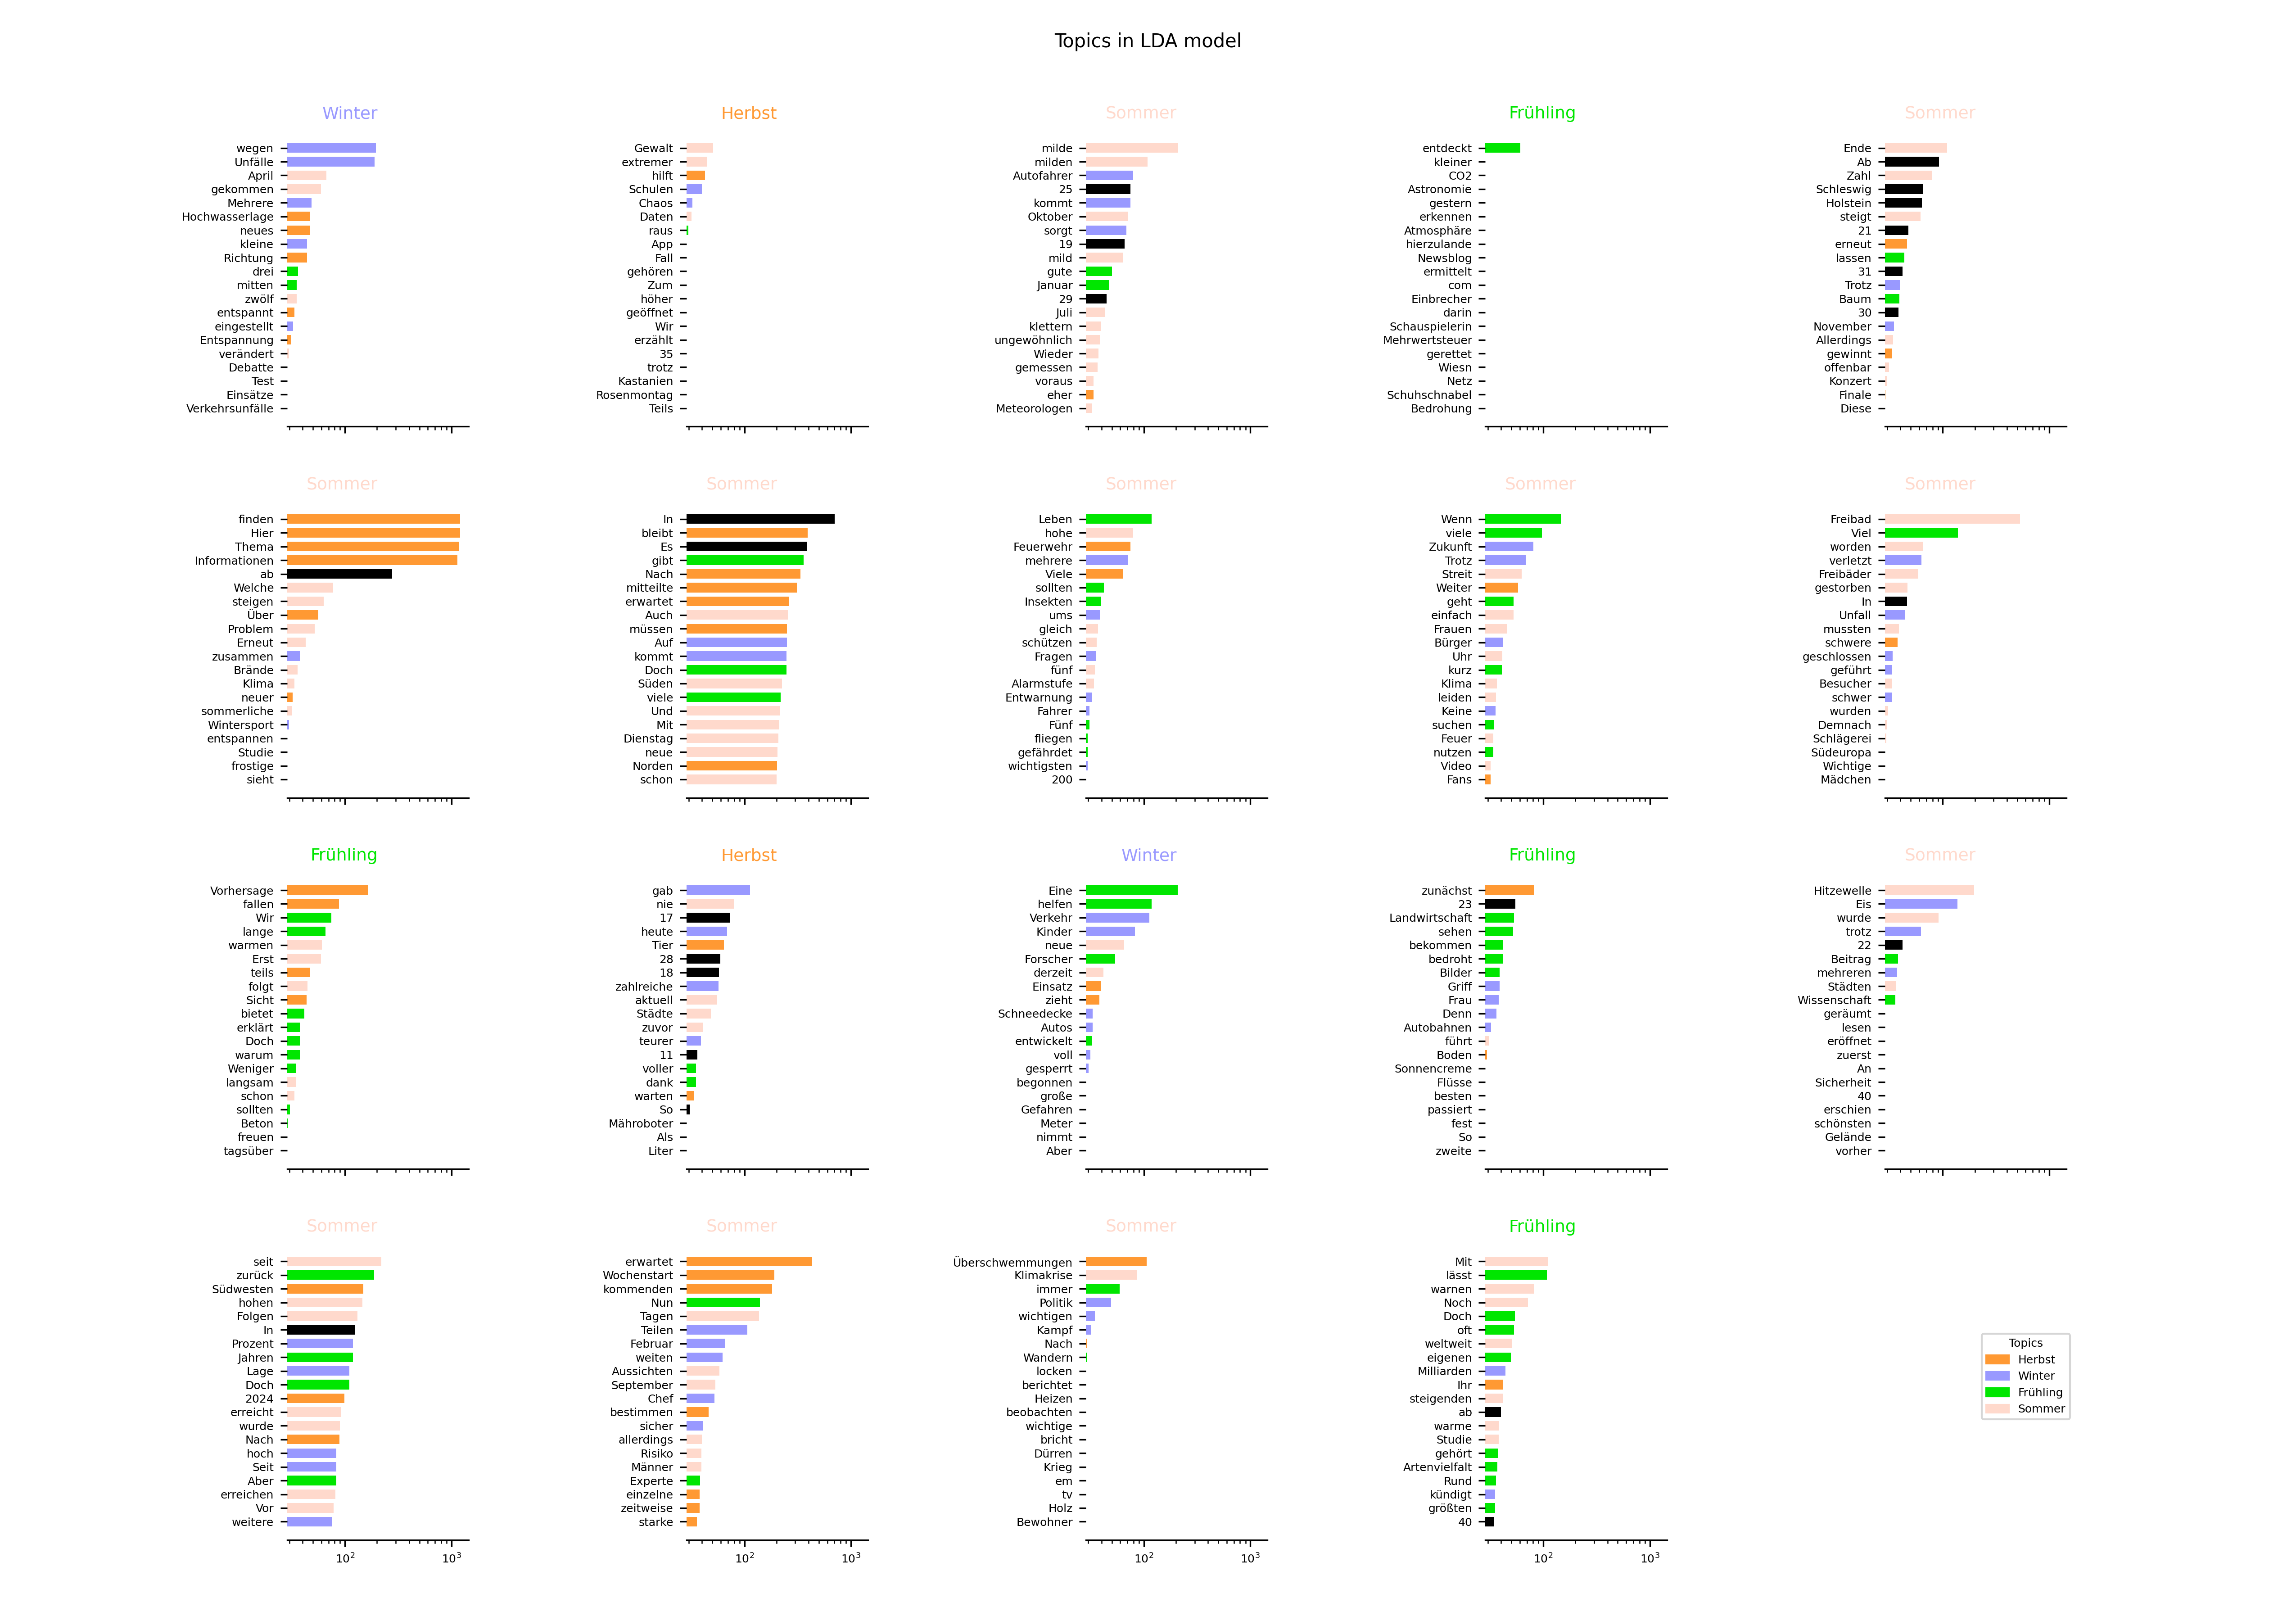 Topics in LDA model
Winter
wegen
Unfälle
April
gekommen
Mehrere
Hochwasserlage
neues
kleine
Richtung
drei
mitten
zwölf
entspannt
eingestellt
Entspannung
verändert
Debatte
Test
Einsätze
Verkehrsunfälle
Herbst
Gewalt
extremer
hilft
Schulen
Chaos
Daten
raus
App
Fall
gehören
Zum
höher
geöffnet
Wir
erzählt
35
trotz
Kastanien
Rosenmontag
Teils
Sommer
milde
milden
Autofahrer
25
kommt
Oktober
sorgt
19
mild
gute
Januar
29
Juli
klettern
ungewöhnlich
Wieder
gemessen
voraus
eher
Meteorologen
Frühling
entdeckt
kleiner
CO2
Astronomie
gestern
erkennen
Atmosphäre
hierzulande
Newsblog
ermittelt
com
Einbrecher
darin
Schauspielerin
Mehrwertsteuer
gerettet
Wiesn
Netz
Schuhschnabel
Bedrohung
Sommer
Ende
Ab
Zahl
Schleswig
Holstein
steigt
21
erneut
lassen
31
Trotz
Baum
30
November
Allerdings
gewinnt
offenbar
Konzert
Finale
Diese
Sommer
finden
Hier
Thema
Informationen
ab
Welche
steigen
Über
Problem
Erneut
zusammen
Brände
Klima
neuer
sommerliche
Wintersport
entspannen
Studie
frostige
sieht
Sommer
In
bleibt
Es
gibt
Nach
mitteilte
erwartet
Auch
müssen
Auf
kommt
Doch
Süden
viele
Und
Mit
Dienstag
neue
Norden
schon
Sommer
Leben
hohe
Feuerwehr
mehrere
Viele
sollten
Insekten
ums
gleich
schützen
Fragen
fünf
Alarmstufe
Entwarnung
Fahrer
Fünf
fliegen
gefährdet
wichtigsten
200
Sommer
Wenn
viele
Zukunft
Trotz
Streit
Weiter
geht
einfach
Frauen
Bürger
Uhr
kurz
Klima
leiden
Keine
suchen
Feuer
nutzen
Video
Fans
Sommer
Freibad
Viel
worden
verletzt
Freibäder
gestorben
In
Unfall
mussten
schwere
geschlossen
geführt
Besucher
schwer
wurden
Demnach
Schlägerei
Südeuropa
Wichtige
Mädchen
Frühling
Vorhersage
fallen
Wir
lange
warmen
Erst
teils
folgt
Sicht
bietet
erklärt
Doch
warum
Weniger
langsam
schon
sollten
Beton
freuen
tagsüber
Herbst
gab
nie
17
heute
Tier
28
18
zahlreiche
aktuell
Städte
zuvor
teurer
11
voller
dank
warten
So
Mähroboter
Als
Liter
Winter
Eine
helfen
Verkehr
Kinder
neue
Forscher
derzeit
Einsatz
zieht
Schneedecke
Autos
entwickelt
voll
gesperrt
begonnen
große
Gefahren
Meter
nimmt
Aber
Frühling
zunächst
23
Landwirtschaft
sehen
bekommen
bedroht
Bilder
Griff
Frau
Denn
Autobahnen
führt
Boden
Sonnencreme
Flüsse
besten
passiert
fest
So
zweite
Sommer
Hitzewelle
Eis
wurde
trotz
22
Beitrag
mehreren
Städten
Wissenschaft
geräumt
lesen
eröffnet
zuerst
An
Sicherheit
40
erschien
schönsten
Gelände
vorher
Sommer
seit
zurück
Südwesten
hohen
Folgen
In
Prozent
Jahren
Lage
Doch
2024
erreicht
wurde
Nach
hoch
Seit
Aber
erreichen
Vor
weitere
10² 10³
Sommer
erwartet
Wochenstart
kommenden
Nun
Tagen
Teilen
Februar
weiten
Aussichten
September
Chef
bestimmen
sicher
allerdings
Risiko
Männer
Experte
einzelne
zeitweise
starke
10² 10³
Sommer
Überschwemmungen
Klimakrise
immer
Politik
wichtigen
Kampf
Nach
Wandern
locken
berichtet
Heizen
beobachten
wichtige
bricht
Dürren
Krieg
em
tv
Holz
Bewohner
10² 10³
Frühling
Mit
lässt
warnen
Noch
Doch
oft
weltweit
eigenen
Milliarden
Ihr
steigenden
ab
warme
Studie
gehört
Artenvielfalt
Rund
kündigt
größten
40
10² 10³
Topics
Herbst
Winter
Frühling
Sommer